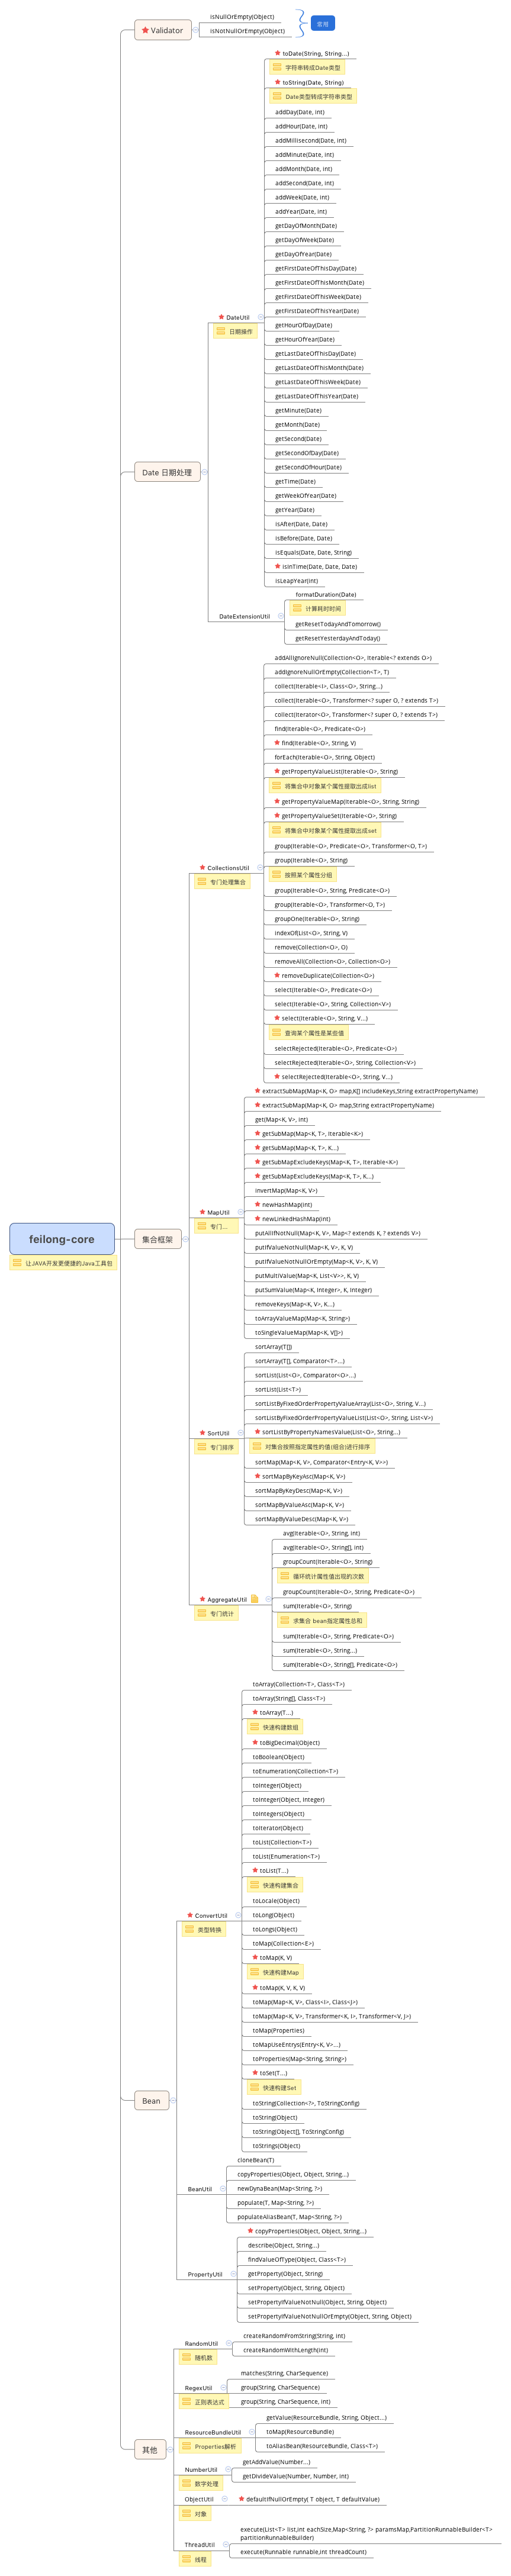 isNullOrEmpty(Object)
常用
Validator
isNotNullOrEmpty(Object)
toDate(String, String...)
字符串转成Date类型
toString(Date, String)
Date类型转成字符串类型
addDay(Date, int)
addHour(Date, int)
addMillisecond(Date, int)
addMinute(Date, int)
addMonth(Date, int)
addSecond(Date, int)
addWeek(Date, int)
addYear(Date, int)
getDayOfMonth(Date)
getDayOfWeek(Date)
getDayOfYear(Date)
getFirstDateOfThisDay(Date)
getFirstDateOfThisMonth(Date)
getFirstDateOfThisWeek(Date)
getFirstDateOfThisYear(Date)
DateUtil
日期操作
getHourOfDay(Date)
getHourOfYear(Date)
getLastDateOfThisDay(Date)
getLastDateOfThisMonth(Date)
getLastDateOfThisWeek(Date)
getLastDateOfThisYear(Date)
getMinute(Date)
getMonth(Date)
getSecond(Date)
getSecondOfDay(Date)
getSecondOfHour(Date)
Date 日期处理
getTime(Date)
getWeekOfYear(Date)
getYear(Date)
isAfter(Date, Date)
isBefore(Date, Date)
isEquals(Date, Date, String)
isInTime(Date, Date, Date)
isLeapYear(int)
formatDuration(Date)
计算耗时时间
DateExtensionUtil
getResetTodayAndTomorrow()
getResetYesterdayAndToday()
addAllIgnoreNull(Collection<O>, Iterable<? extends O>)
addIgnoreNullOrEmpty(Collection<T>, T)
collect(Iterable<I>, Class<O>, String...)
collect(Iterable<O>, Transformer<? super O, ? extends T>)
collect(Iterator<O>, Transformer<? super O, ? extends T>)
find(Iterable<O>, Predicate<O>)
find(Iterable<O>, String, V)
forEach(Iterable<O>, String, Object)
getPropertyValueList(Iterable<O>, String)
将集合中对象某个属性提取出成list
getPropertyValueMap(Iterable<O>, String, String)
getPropertyValueSet(Iterable<O>, String)
将集合中对象某个属性提取出成set
group(Iterable<O>, Predicate<O>, Transformer<O, T>)
group(Iterable<O>, String)
CollectionsUtil
专门处理集合
按照某个属性分组
group(Iterable<O>, String, Predicate<O>)
group(Iterable<O>, Transformer<O, T>)
groupOne(Iterable<O>, String)
indexOf(List<O>, String, V)
remove(Collection<O>, O)
removeAll(Collection<O>, Collection<O>)
removeDuplicate(Collection<O>)
select(Iterable<O>, Predicate<O>)
select(Iterable<O>, String, Collection<V>)
select(Iterable<O>, String, V...)
查询某个属性是某些值
selectRejected(Iterable<O>, Predicate<O>)
selectRejected(Iterable<O>, String, Collection<V>)
selectRejected(Iterable<O>, String, V...)
extractSubMap(Map<K, O> map,K[] includeKeys,String extractPropertyName)
extractSubMap(Map<K, O> map,String extractPropertyName)
get(Map<K, V>, int)
getSubMap(Map<K, T>, Iterable<K>)
getSubMap(Map<K, T>, K...)
getSubMapExcludeKeys(Map<K, T>, Iterable<K>)
getSubMapExcludeKeys(Map<K, T>, K...)
invertMap(Map<K, V>)
newHashMap(int)
MapUtil
专门...
newLinkedHashMap(int)
putAllIfNotNull(Map<K, V>, Map<? extends K, ? extends V>)
putIfValueNotNull(Map<K, V>, K, V)
feilong-core
让JAVA开发更便捷的Java工具包
集合框架
putIfValueNotNullOrEmpty(Map<K, V>, K, V)
putMultiValue(Map<K, List<V>>, K, V)
putSumValue(Map<K, Integer>, K, Integer)
removeKeys(Map<K, V>, K...)
toArrayValueMap(Map<K, String>)
toSingleValueMap(Map<K, V[]>)
sortArray(T[])
sortArray(T[], Comparator<T>...)
sortList(List<O>, Comparator<O>...)
sortList(List<T>)
sortListByFixedOrderPropertyValueArray(List<O>, String, V...)
sortListByFixedOrderPropertyValueList(List<O>, String, List<V>)
SortUtil
专门排序
sortListByPropertyNamesValue(List<O>, String...)
对集合按照指定属性的值(组合)进行排序
sortMap(Map<K, V>, Comparator<Entry<K, V>>)
sortMapByKeyAsc(Map<K, V>)
sortMapByKeyDesc(Map<K, V>)
sortMapByValueAsc(Map<K, V>)
sortMapByValueDesc(Map<K, V>)
avg(Iterable<O>, String, int)
avg(Iterable<O>, String[], int)
groupCount(Iterable<O>, String)
循环统计属性值出现的次数
groupCount(Iterable<O>, String, Predicate<O>)
AggregateUtil
专门统计
sum(Iterable<O>, String)
求集合 bean指定属性总和
sum(Iterable<O>, String, Predicate<O>)
sum(Iterable<O>, String...)
sum(Iterable<O>, String[], Predicate<O>)
toArray(Collection<T>, Class<T>)
toArray(String[], Class<T>)
toArray(T...)
快速构建数组
toBigDecimal(Object)
toBoolean(Object)
toEnumeration(Collection<T>)
toInteger(Object)
toInteger(Object, Integer)
toIntegers(Object)
toIterator(Object)
toList(Collection<T>)
toList(Enumeration<T>)
toList(T...)
快速构建集合
toLocale(Object)
ConvertUtil
类型转换
toLong(Object)
toLongs(Object)
toMap(Collection<E>)
toMap(K, V)
快速构建Map
toMap(K, V, K, V)
toMap(Map<K, V>, Class<I>, Class<J>)
toMap(Map<K, V>, Transformer<K, I>, Transformer<V, J>)
toMap(Properties)
toMapUseEntrys(Entry<K, V>...)
toProperties(Map<String, String>)
toSet(T...)
快速构建Set
Bean
toString(Collection<?>, ToStringConfig)
toString(Object)
toString(Object[], ToStringConfig)
toStrings(Object)
cloneBean(T)
copyProperties(Object, Object, String...)
BeanUtil
newDynaBean(Map<String, ?>)
populate(T, Map<String, ?>)
populateAliasBean(T, Map<String, ?>)
copyProperties(Object, Object, String...)
describe(Object, String...)
findValueOfType(Object, Class<T>)
PropertyUtil
getProperty(Object, String)
setProperty(Object, String, Object)
setPropertyIfValueNotNull(Object, String, Object)
setPropertyIfValueNotNullOrEmpty(Object, String, Object)
createRandomFromString(String, int)
RandomUtil
随机数
createRandomWithLength(int)
matches(String, CharSequence)
RegexUtil
正则表达式
group(String, CharSequence)
group(String, CharSequence, int)
getValue(ResourceBundle, String, Object...)
ResourceBundleUtil
Properties解析
toMap(ResourceBundle)
toAliasBean(ResourceBundle, Class<T>)
其他
getAddValue(Number...)
NumberUtil
数字处理
getDivideValue(Number, Number, int)
ObjectUtil
对象
defaultIfNullOrEmpty( T object, T defaultValue)
execute(List<T> list,int eachSize,Map<String, ?> paramsMap,PartitionRunnableBuilder<T>
partitionRunnableBuilder)
ThreadUtil
线程
execute(Runnable runnable,int threadCount)